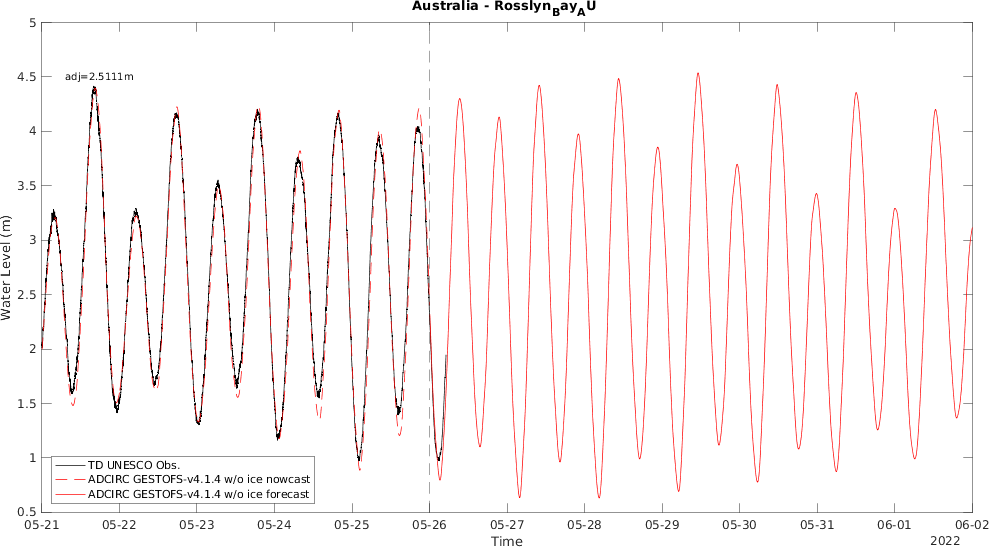 Australia - Rosslyn_Bay_AU
adj=2.5111m
5
4.5
4
3.5
3
2.5
2
1.5
1
0.5
Water Level (m)
TD UNESCO Obs.
ADCIRC GESTOFS-v4.1.4 w/o ice nowcast
ADCIRC GESTOFS-v4.1.4 w/o ice forecast
05-21 05-22 05-23 05-24 05-25 05-26 05-27 05-28 05-29 05-30 05-31 06-01 06-02
Time
2022